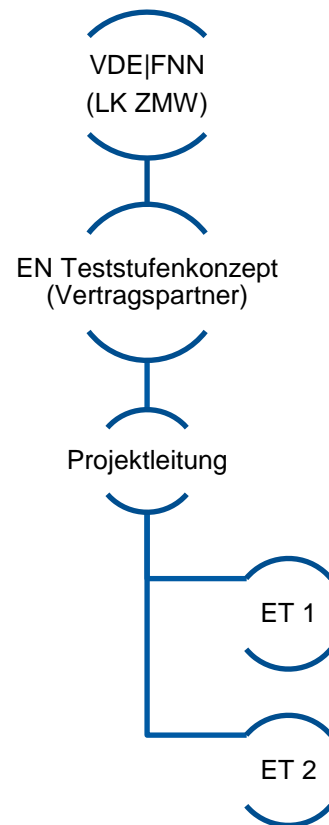 VDE|FNN
(LK ZMW)
EN Teststufenkonzept
(Vertragspartner)
Projektleitung
ET 1
ET 2